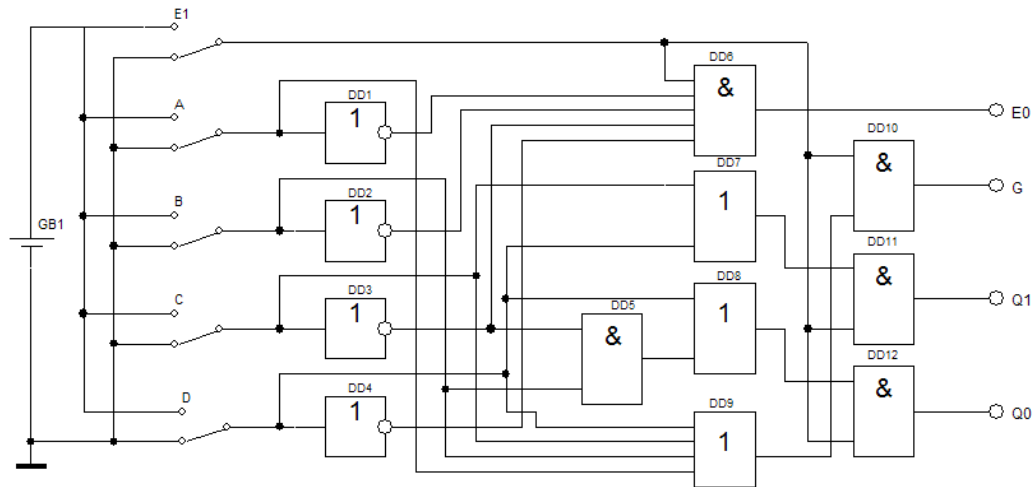 E1
DD6
&
E0
A
DD1
1
DD10
&
G
DD7
1
B
DD2
1
GB1
DD11
&
Q1
C
DD3
1
DD5
&
DD8
1
DD12
&
Q0
D
DD4
1
DD9
1